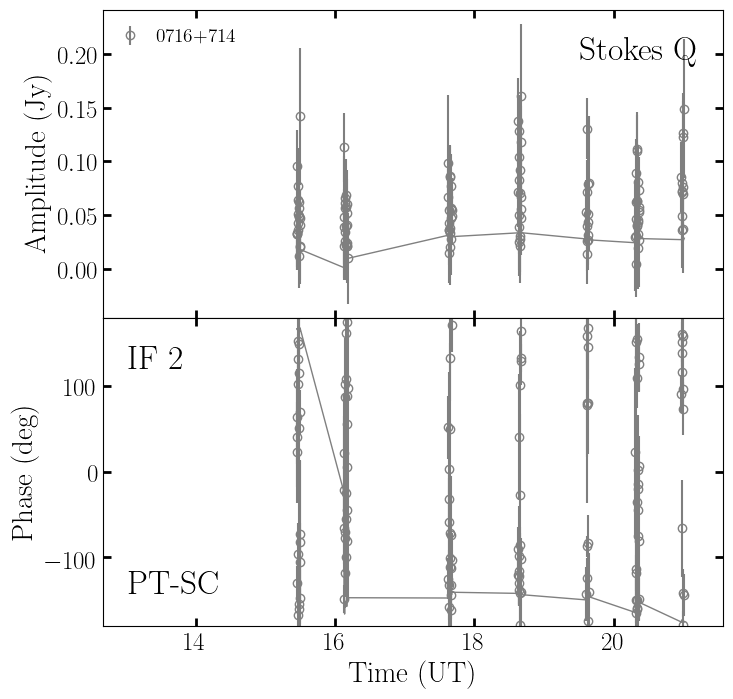 0716+714
Stokes Q
0.20
0.15
0.10
0.05
0.00
Amplitude (Jy)
IF 2
100
0
−100
Phase (deg)
PT-SC
14 16 18 20
Time (UT)